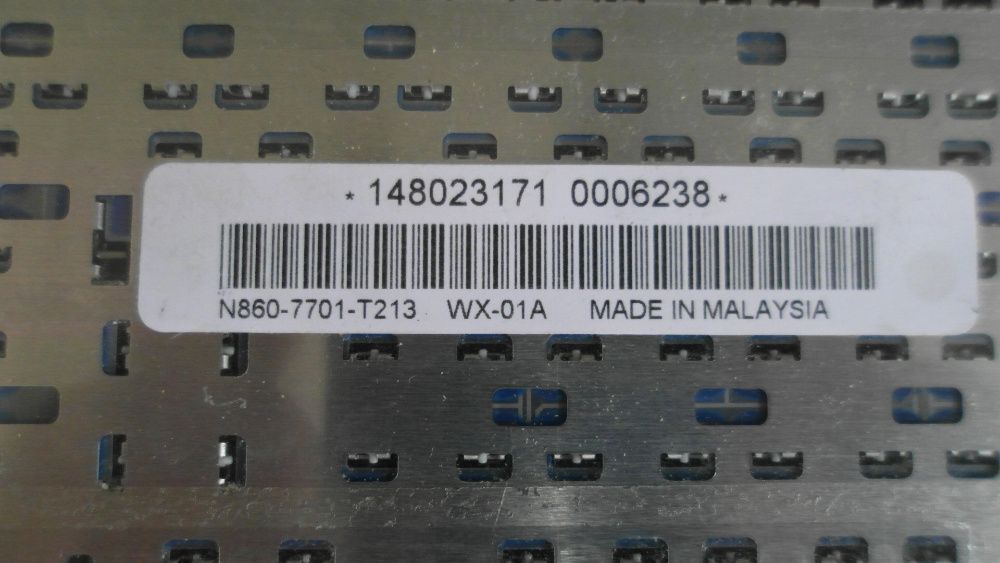 * 148023171 0006238 *
N860-7701-T213 WX-01A MADE IN MALAYSIA